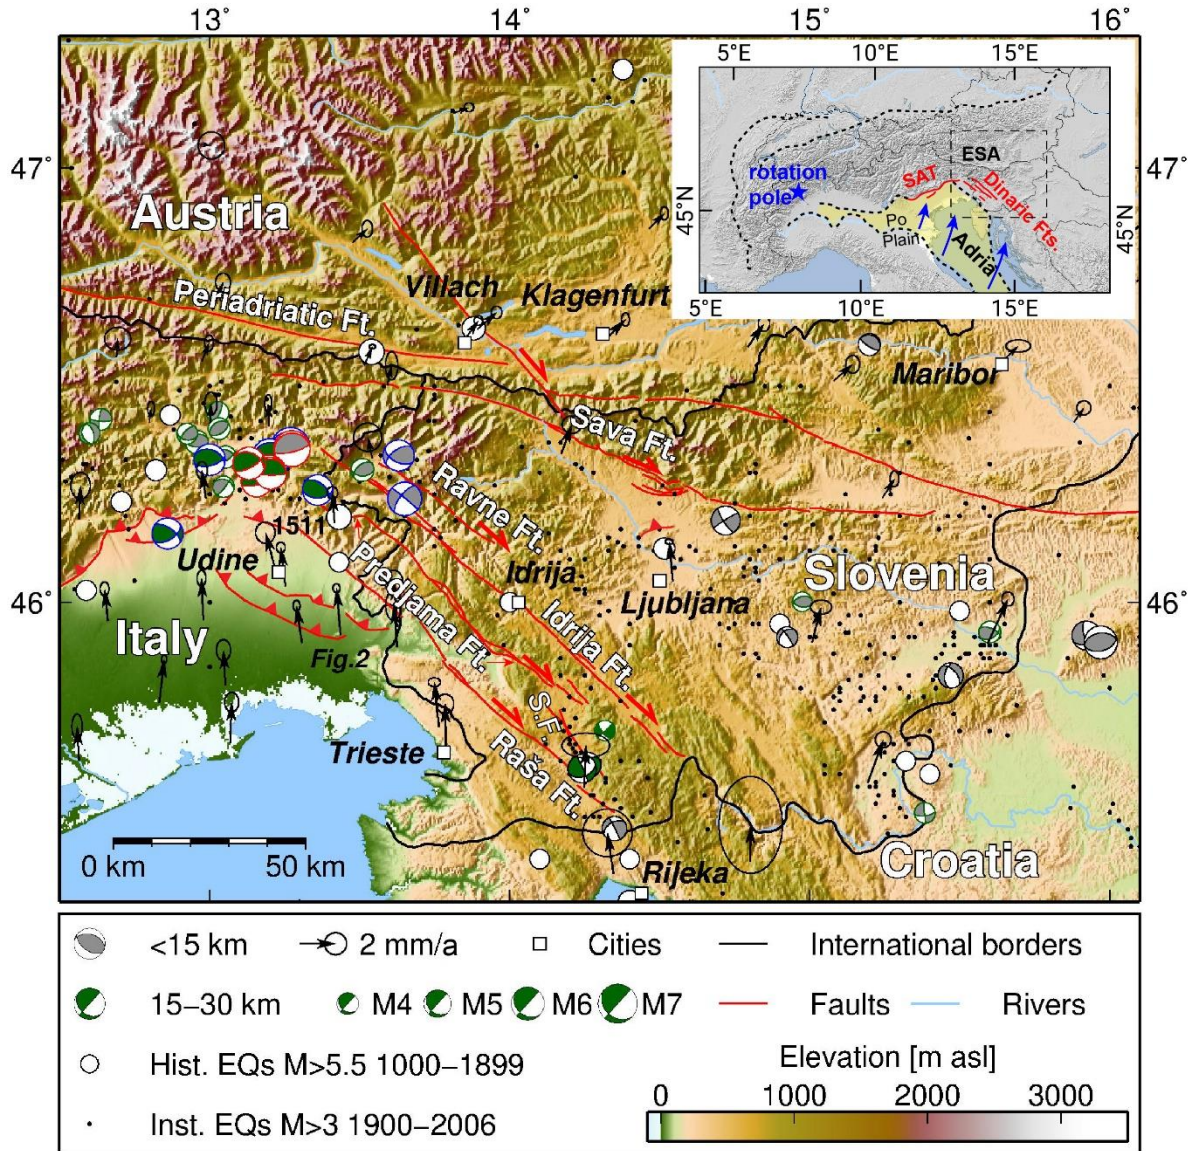 13° 14° 15° 16°
5°E 10°E 15°E
47° 47°
ESA
rotation
pole
SAT
Dinaric Fts.
45°N 45°N
Po
Plain
Adria
5°E 10°E 15°E
Austria
Villach Klagenfurt
Periadriatic Ft.
Maribor
Sava Ft.
Ravne Ft.
1511
Udine
Idrija
Ljubljana
Slovenia
46° 46°
Predjama Ft.
Idrija Ft.
Italy
Fig.2
S.F.
Trieste
Raša Ft.
0 km 50 km
Rijeka
Croatia
<15 km 2 mm/a Cities International borders
15–30 km M4 M5 M6 M7 Faults Rivers
Hist. EQs M>5.5 1000–1899
Elevation [m asl]
0 1000 2000 3000
Inst. EQs M>3 1900–2006